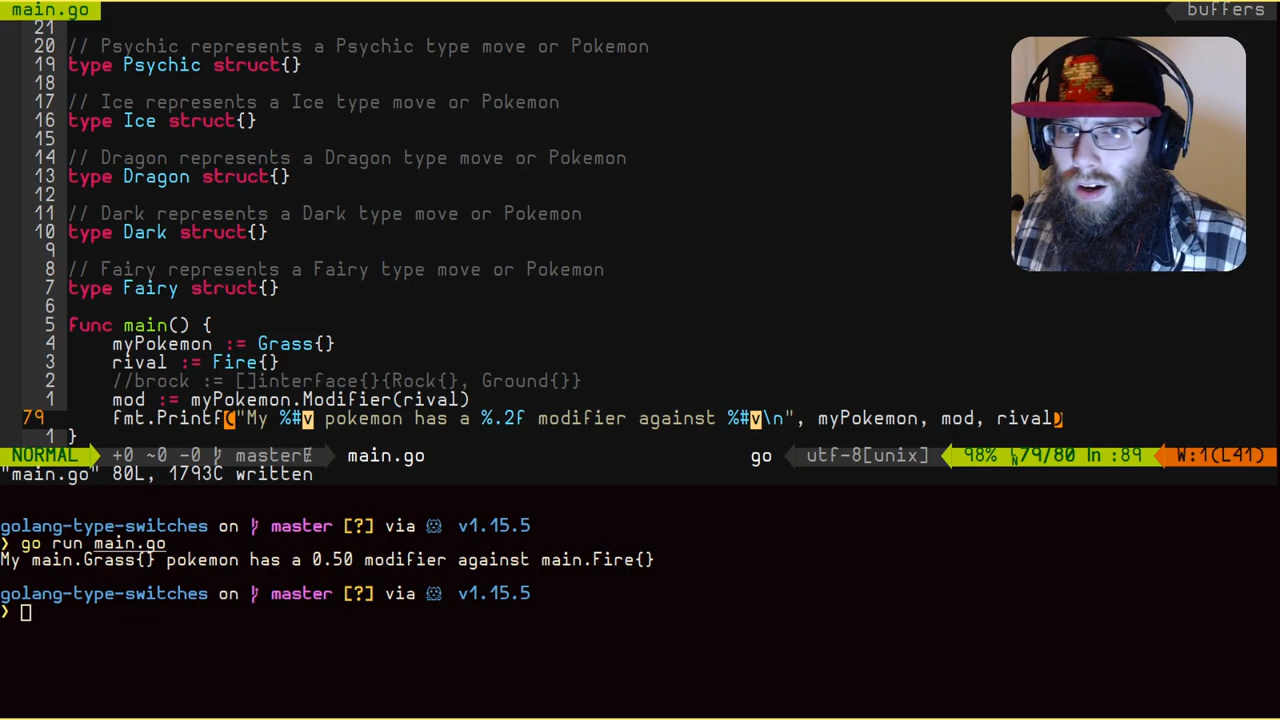 main.go buffers
21
20 // Psychic represents a Psychic type move or Pokemon
19 type Psychic struct{}
18
17 // Ice represents a Ice type move or Pokemon
16 type Ice struct{}
15
14 // Dragon represents a Dragon type move or Pokemon
13 type Dragon struct{}
12
11 // Dark represents a Dark type move or Pokemon
10 type Dark struct{}
9
8 // Fairy represents a Fairy type move or Pokemon
7 type Fairy struct{}
6
5 func main() {
4 myPokemon := Grass{}
3 rival := Fire{}
2 //brock := []interface{}{Rock{}, Ground{}}
1 mod := myPokemon.Modifier(rival)
79 fmt.Printf("My %#v pokemon has a %.2f modifier against %#v\n", myPokemon, mod, rival)
1 }
NORMAL +0 ~0 -0 master main.go go utf-8[unix] 98% 79/80 ln :89 W:1(L41)
"main.go" 80L, 1793C written
golang-type-switches on master [?] via v1.15.5
❯ go run main.go
My main.Grass{} pokemon has a 0.50 modifier against main.Fire{}
golang-type-switches on master [?] via v1.15.5
❯